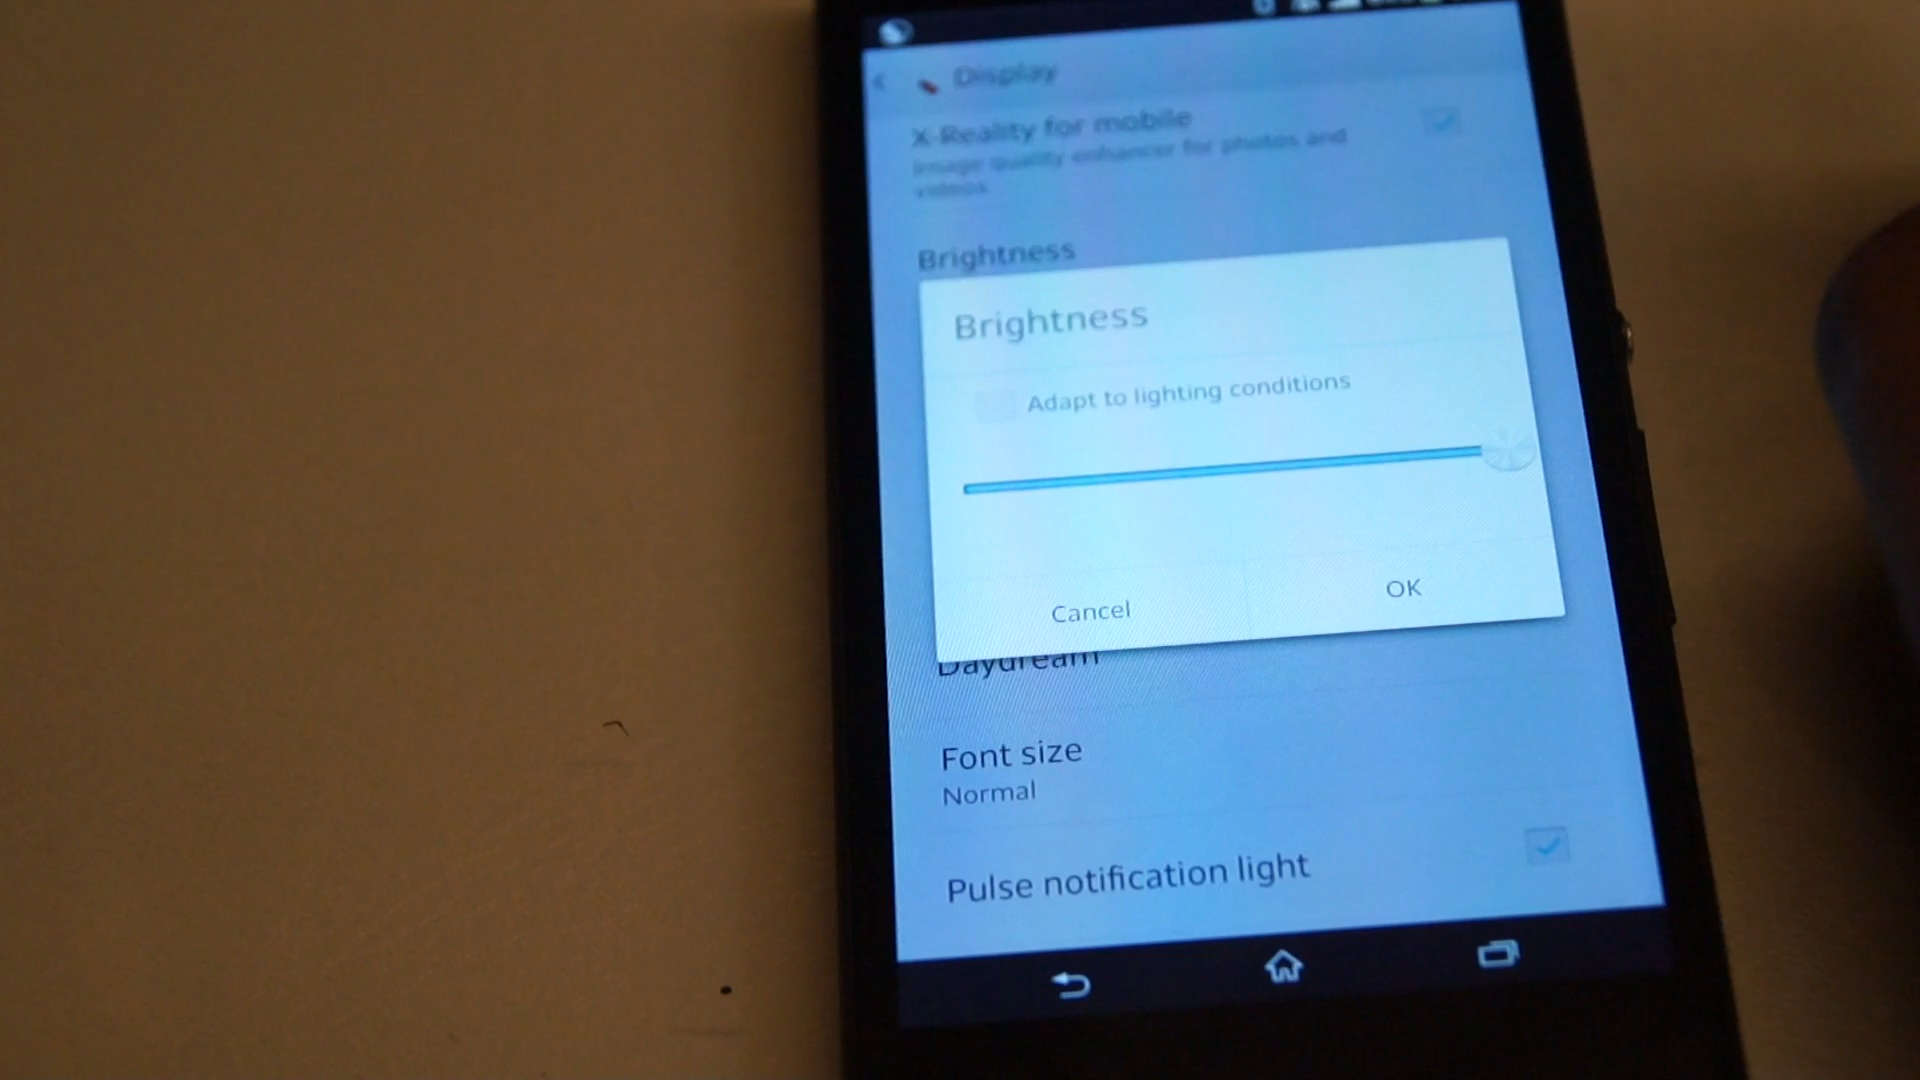 Display
X-Reality for mobile
Image quality enhancer for photos and
videos
Brightness
Brightness
Adapt to lighting conditions
Cancel
OK
Daydream
Font size
Normal
Pulse notification light